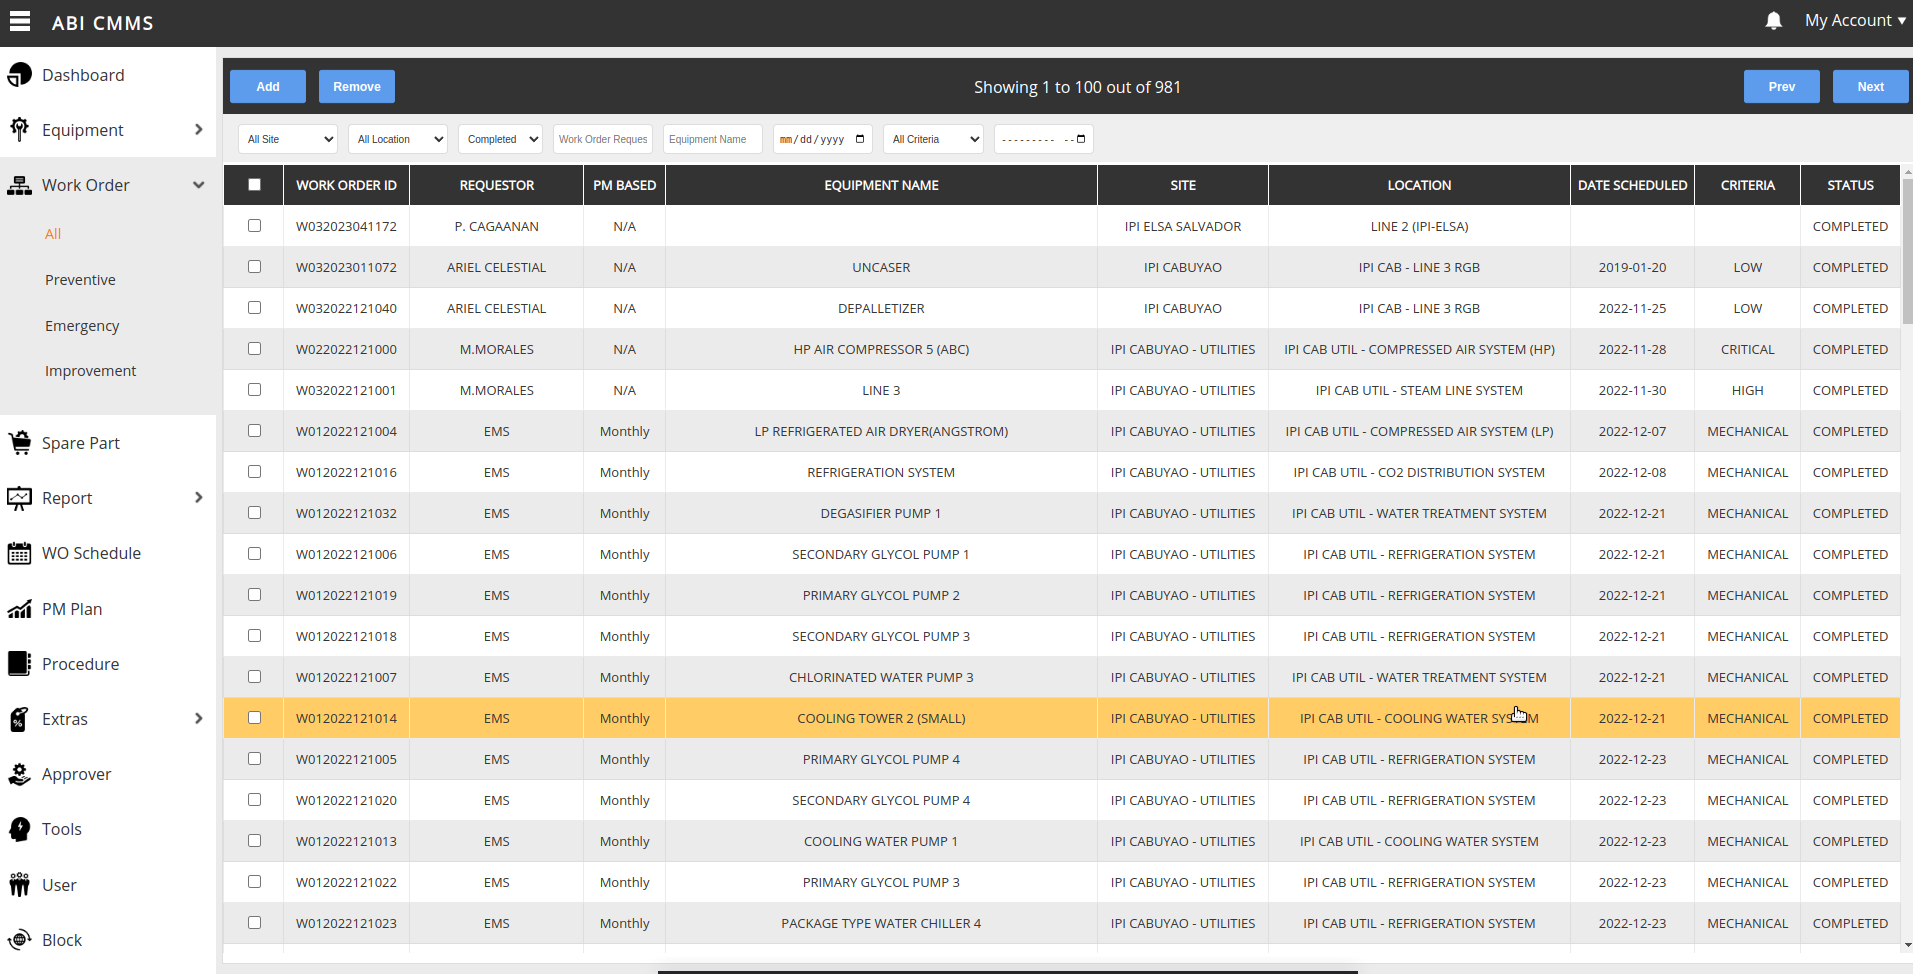 ABI CMMS
My Account ▾
Dashboard
Equipment
Work Order
All
Preventive
Emergency
Improvement
Spare Part
Report
WO Schedule
PM Plan
Procedure
Extras
Approver
Tools
User
Block
Add Remove Showing 1 to 100 out of 981 Prev Next
All Site All Location Completed Work Order Reques Equipment Name mm/dd/yyyy All Criteria --------- --
WORK ORDER ID REQUESTOR PM BASED EQUIPMENT NAME SITE LOCATION DATE SCHEDULED CRITERIA STATUS
W032023041172 P. CAGAANAN N/A IPI ELSA SALVADOR LINE 2 (IPI-ELSA) COMPLETED
W032023011072 ARIEL CELESTIAL N/A UNCASER IPI CABUYAO IPI CAB - LINE 3 RGB 2019-01-20 LOW COMPLETED
W032022121040 ARIEL CELESTIAL N/A DEPALLETIZER IPI CABUYAO IPI CAB - LINE 3 RGB 2022-11-25 LOW COMPLETED
W022022121000 M.MORALES N/A HP AIR COMPRESSOR 5 (ABC) IPI CABUYAO - UTILITIES IPI CAB UTIL - COMPRESSED AIR SYSTEM (HP) 2022-11-28 CRITICAL COMPLETED
W032022121001 M.MORALES N/A LINE 3 IPI CABUYAO - UTILITIES IPI CAB UTIL - STEAM LINE SYSTEM 2022-11-30 HIGH COMPLETED
W012022121004 EMS Monthly LP REFRIGERATED AIR DRYER(ANGSTROM) IPI CABUYAO - UTILITIES IPI CAB UTIL - COMPRESSED AIR SYSTEM (LP) 2022-12-07 MECHANICAL COMPLETED
W012022121016 EMS Monthly REFRIGERATION SYSTEM IPI CABUYAO - UTILITIES IPI CAB UTIL - CO2 DISTRIBUTION SYSTEM 2022-12-08 MECHANICAL COMPLETED
W012022121032 EMS Monthly DEGASIFIER PUMP 1 IPI CABUYAO - UTILITIES IPI CAB UTIL - WATER TREATMENT SYSTEM 2022-12-21 MECHANICAL COMPLETED
W012022121006 EMS Monthly SECONDARY GLYCOL PUMP 1 IPI CABUYAO - UTILITIES IPI CAB UTIL - REFRIGERATION SYSTEM 2022-12-21 MECHANICAL COMPLETED
W012022121019 EMS Monthly PRIMARY GLYCOL PUMP 2 IPI CABUYAO - UTILITIES IPI CAB UTIL - REFRIGERATION SYSTEM 2022-12-21 MECHANICAL COMPLETED
W012022121018 EMS Monthly SECONDARY GLYCOL PUMP 3 IPI CABUYAO - UTILITIES IPI CAB UTIL - REFRIGERATION SYSTEM 2022-12-21 MECHANICAL COMPLETED
W012022121007 EMS Monthly CHLORINATED WATER PUMP 3 IPI CABUYAO - UTILITIES IPI CAB UTIL - WATER TREATMENT SYSTEM 2022-12-21 MECHANICAL COMPLETED
W012022121014 EMS Monthly COOLING TOWER 2 (SMALL) IPI CABUYAO - UTILITIES IPI CAB UTIL - COOLING WATER SYSTEM 2022-12-21 MECHANICAL COMPLETED
W012022121005 EMS Monthly PRIMARY GLYCOL PUMP 4 IPI CABUYAO - UTILITIES IPI CAB UTIL - REFRIGERATION SYSTEM 2022-12-23 MECHANICAL COMPLETED
W012022121020 EMS Monthly SECONDARY GLYCOL PUMP 4 IPI CABUYAO - UTILITIES IPI CAB UTIL - REFRIGERATION SYSTEM 2022-12-23 MECHANICAL COMPLETED
W012022121013 EMS Monthly COOLING WATER PUMP 1 IPI CABUYAO - UTILITIES IPI CAB UTIL - COOLING WATER SYSTEM 2022-12-23 MECHANICAL COMPLETED
W012022121022 EMS Monthly PRIMARY GLYCOL PUMP 3 IPI CABUYAO - UTILITIES IPI CAB UTIL - REFRIGERATION SYSTEM 2022-12-23 MECHANICAL COMPLETED
W012022121023 EMS Monthly PACKAGE TYPE WATER CHILLER 4 IPI CABUYAO - UTILITIES IPI CAB UTIL - REFRIGERATION SYSTEM 2022-12-23 MECHANICAL COMPLETED